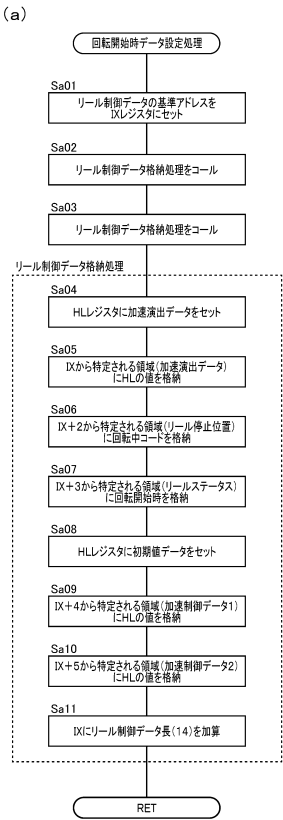 (a)
回転開始時データ設定処理
Sa01
リール制御データの基準アドレスを
IXレジスタにセット
Sa02
リール制御データ格納処理をコール
Sa03
リール制御データ格納処理をコール
リール制御データ格納処理
Sa04
HLレジスタに加速演出データをセット
Sa05
IXから特定される領域(加速演出データ)
にHLの値を格納
Sa06
IX+2から特定される領域(リール停止位置)
に回転中コードを格納
Sa07
IX+3から特定される領域(リールステータス)
に回転開始時を格納
Sa08
HLレジスタに初期値データをセット
Sa09
IX+4から特定される領域(加速制御データ1)
にHLの値を格納
Sa10
IX+5から特定される領域(加速制御データ2)
にHLの値を格納
Sa11
IXにリール制御データ長(14)を加算
RET